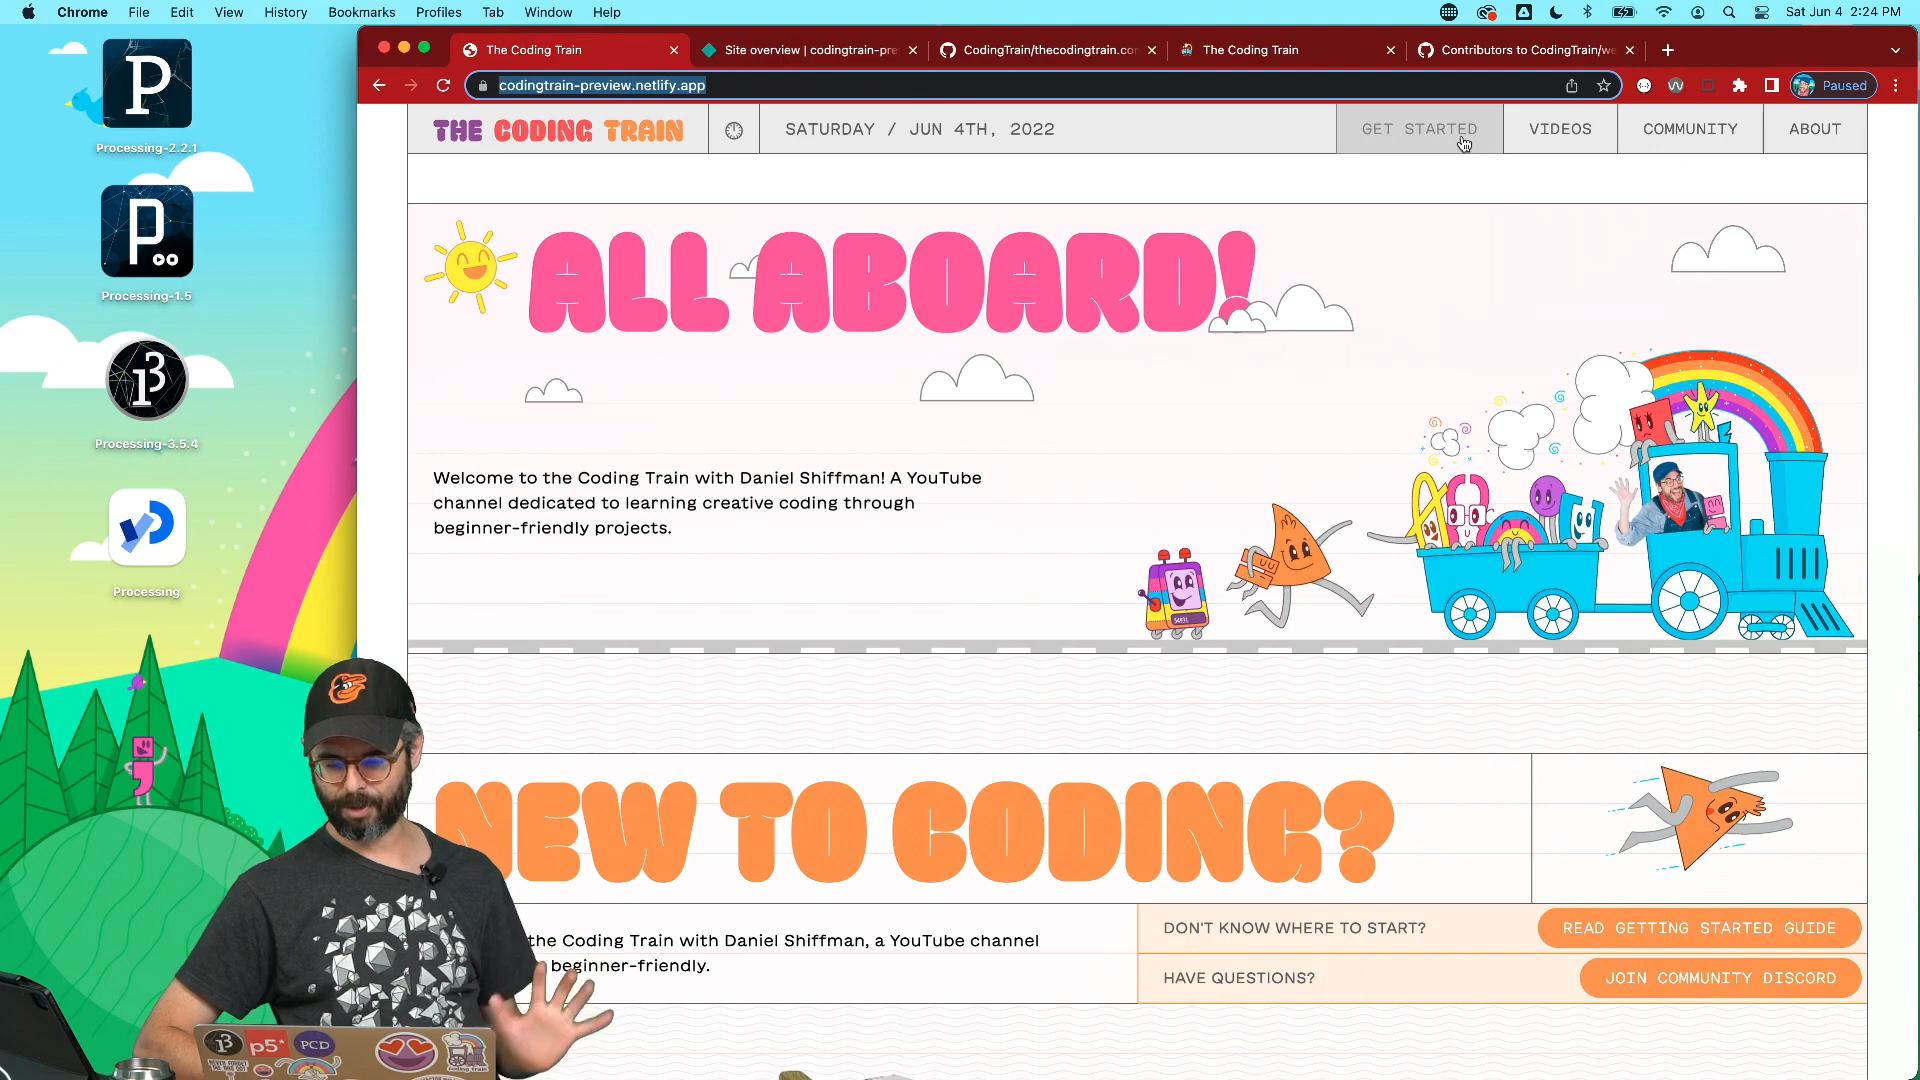 Chrome File Edit View History Bookmarks Profiles Tab Window Help Sat Jun 4 2:24 PM
The Coding Train Site overview | codingtrain-pre CodingTrain/thecodingtrain.co The Coding Train Contributors to CodingTrain/we
codingtrain-preview.netlify.app Paused
THE CODING TRAIN SATURDAY / JUN 4TH, 2022 GET STARTED VIDEOS COMMUNITY ABOUT
P
Processing-2.2.1
P
Processing-1.5
Processing-3.5.4
Processing
ALL ABOARD!
Welcome to the Coding Train with Daniel Shiffman! A YouTube
channel dedicated to learning creative coding through
beginner-friendly projects.
NEW TO CODING?
the Coding Train with Daniel Shiffman, a YouTube channel
beginner-friendly.
DON'T KNOW WHERE TO START? READ GETTING STARTED GUIDE
HAVE QUESTIONS? JOIN COMMUNITY DISCORD
p5* PCD
coding train